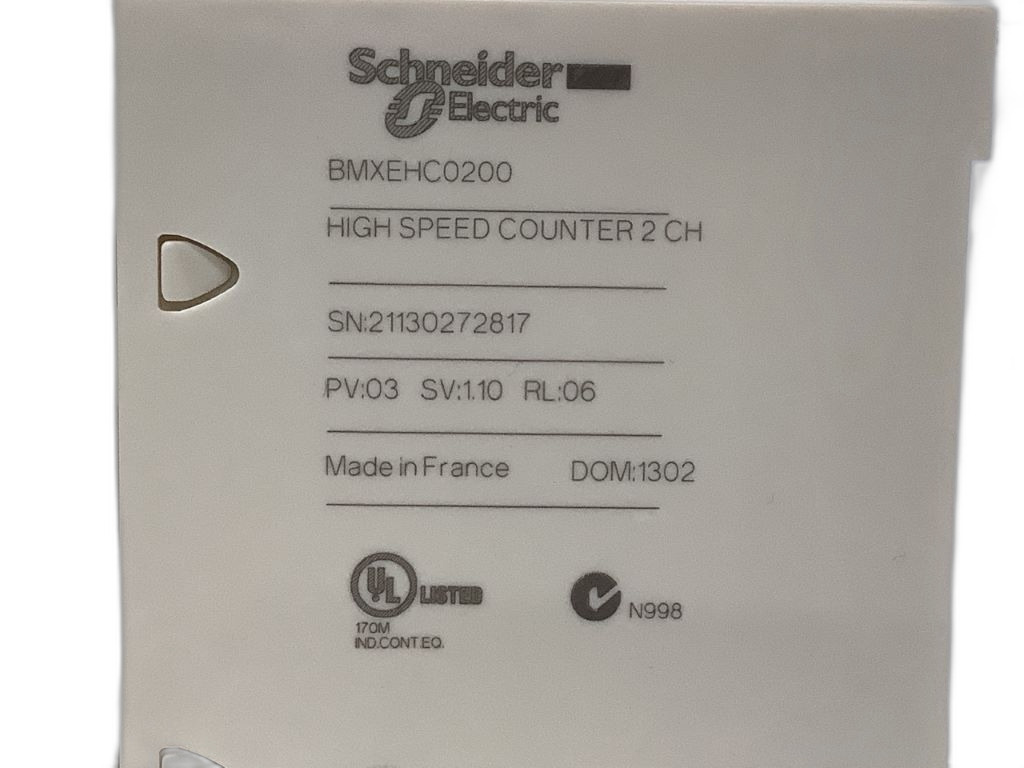 Schneider
Electric
BMXEHC0200
HIGH SPEED COUNTER 2 CH
SN:21130272817
PV:03 SV:1.10 RL:06
Made in France DOM:1302
UL LISTED
N998
170M
IND.CONT.EQ.